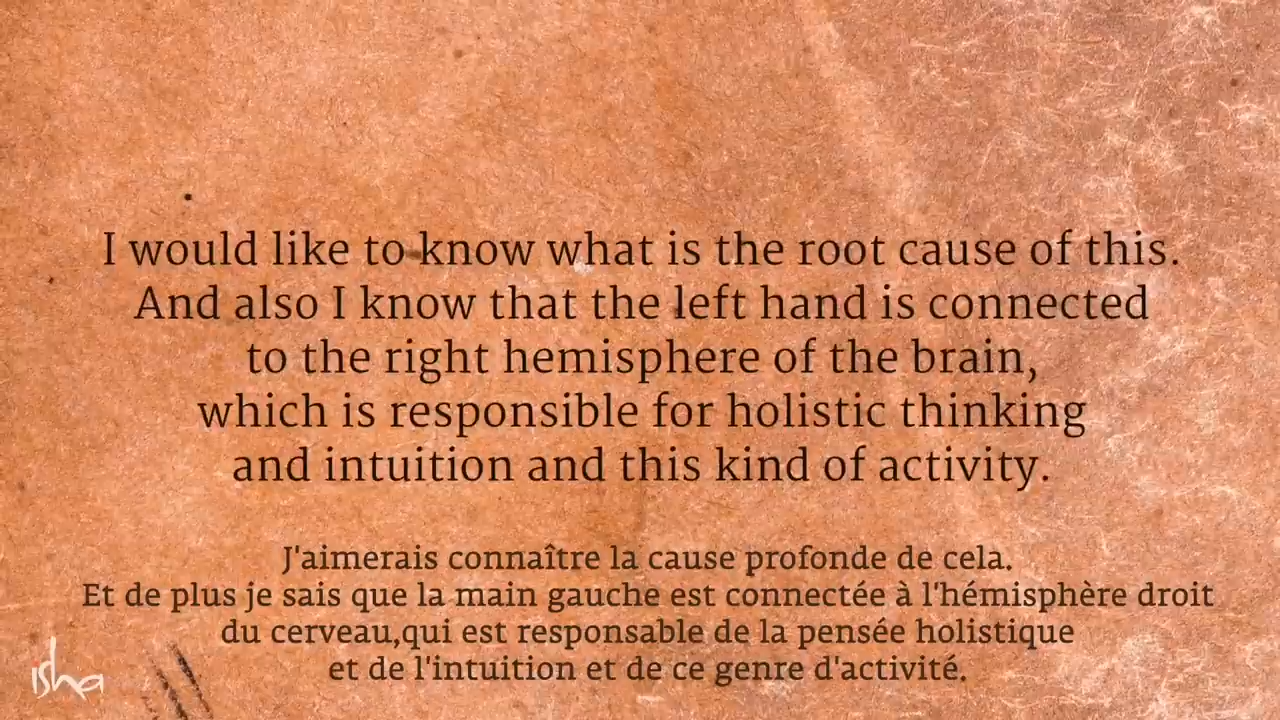 I would like to know what is the root cause of this.
And also I know that the left hand is connected
to the right hemisphere of the brain,
which is responsible for holistic thinking
and intuition and this kind of activity.
J'aimerais connaître la cause profonde de cela.
Et de plus je sais que la main gauche est connectée à l'hémisphère droit
du cerveau,qui est responsable de la pensée holistique
et de l'intuition et de ce genre d'activité.
isha